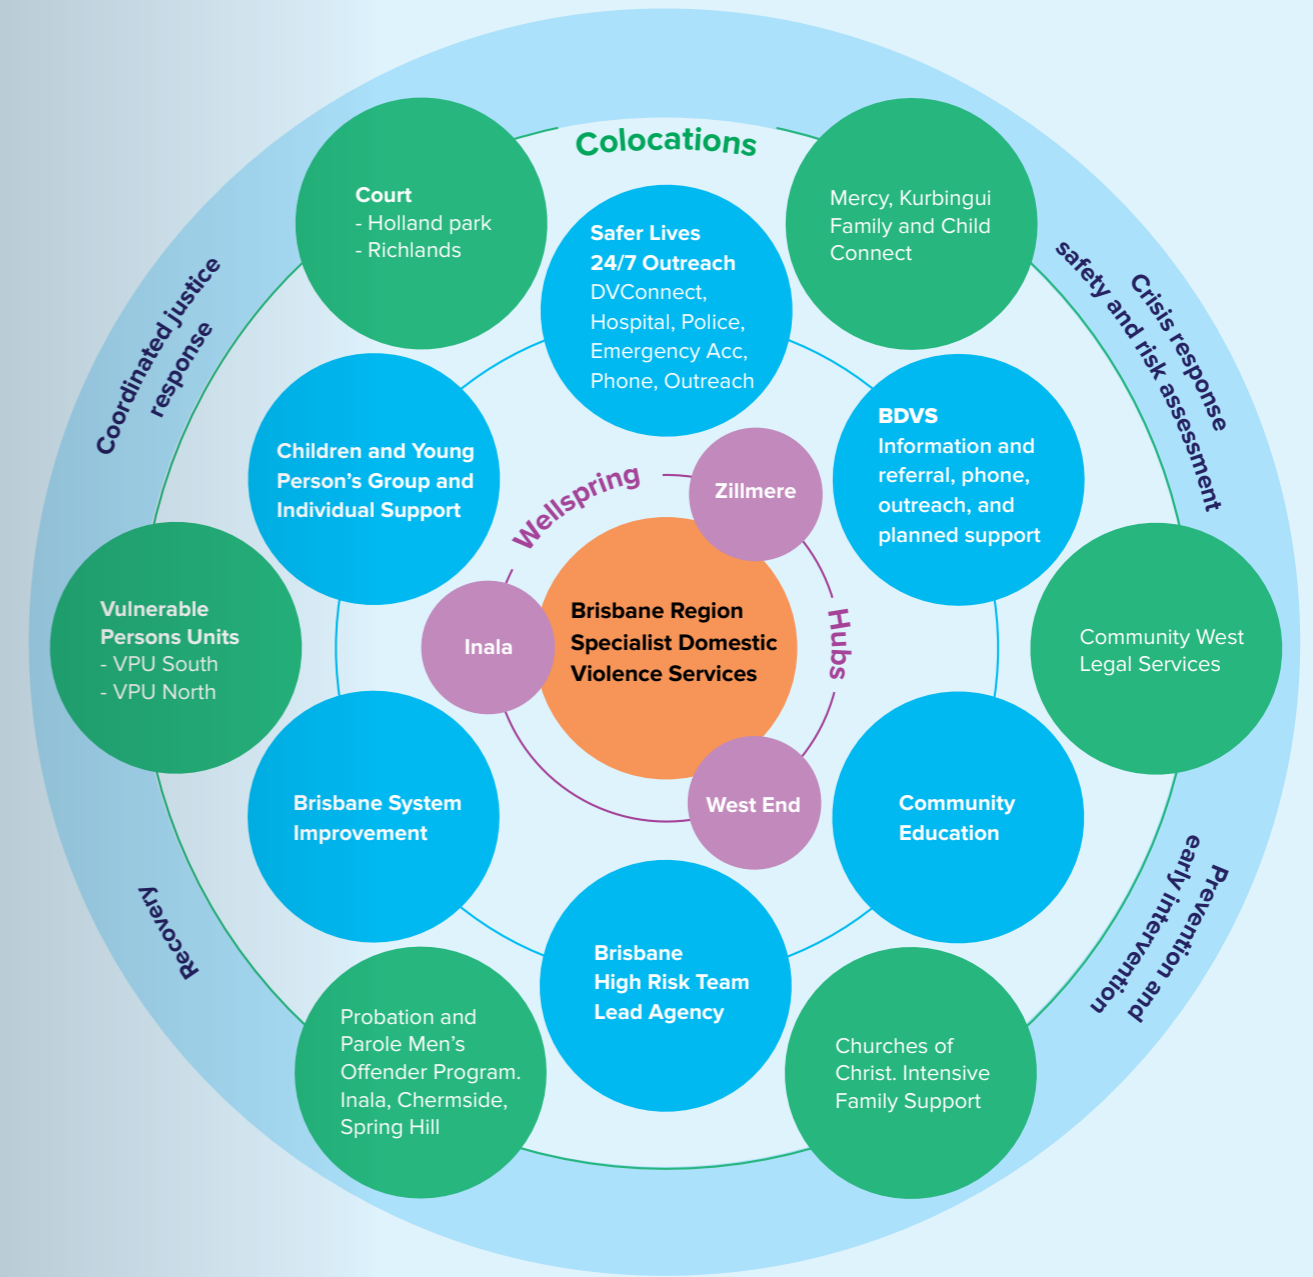 Colocations
Court
- Holland park
- Richlands
Safer Lives
24/7 Outreach
DVConnect,
Hospital, Police,
Emergency Acc,
Phone, Outreach
Mercy, Kurbingui
Family and Child
Connect
Coordinated justice
response
Crisis response
safety and risk assessment
Children and Young
Person’s Group and
Individual Support
BDVS
Information and
referral, phone,
outreach, and
planned support
Wellspring
Hubs
Zillmere
Inala
West End
Brisbane Region
Specialist Domestic
Violence Services
Vulnerable
Persons Units
- VPU South
- VPU North
Community West
Legal Services
Brisbane System
Improvement
Community
Education
Recovery
Prevention and
early intervention
Brisbane
High Risk Team
Lead Agency
Probation and
Parole Men’s
Offender Program.
Inala, Chermside,
Spring Hill
Churches of
Christ. Intensive
Family Support